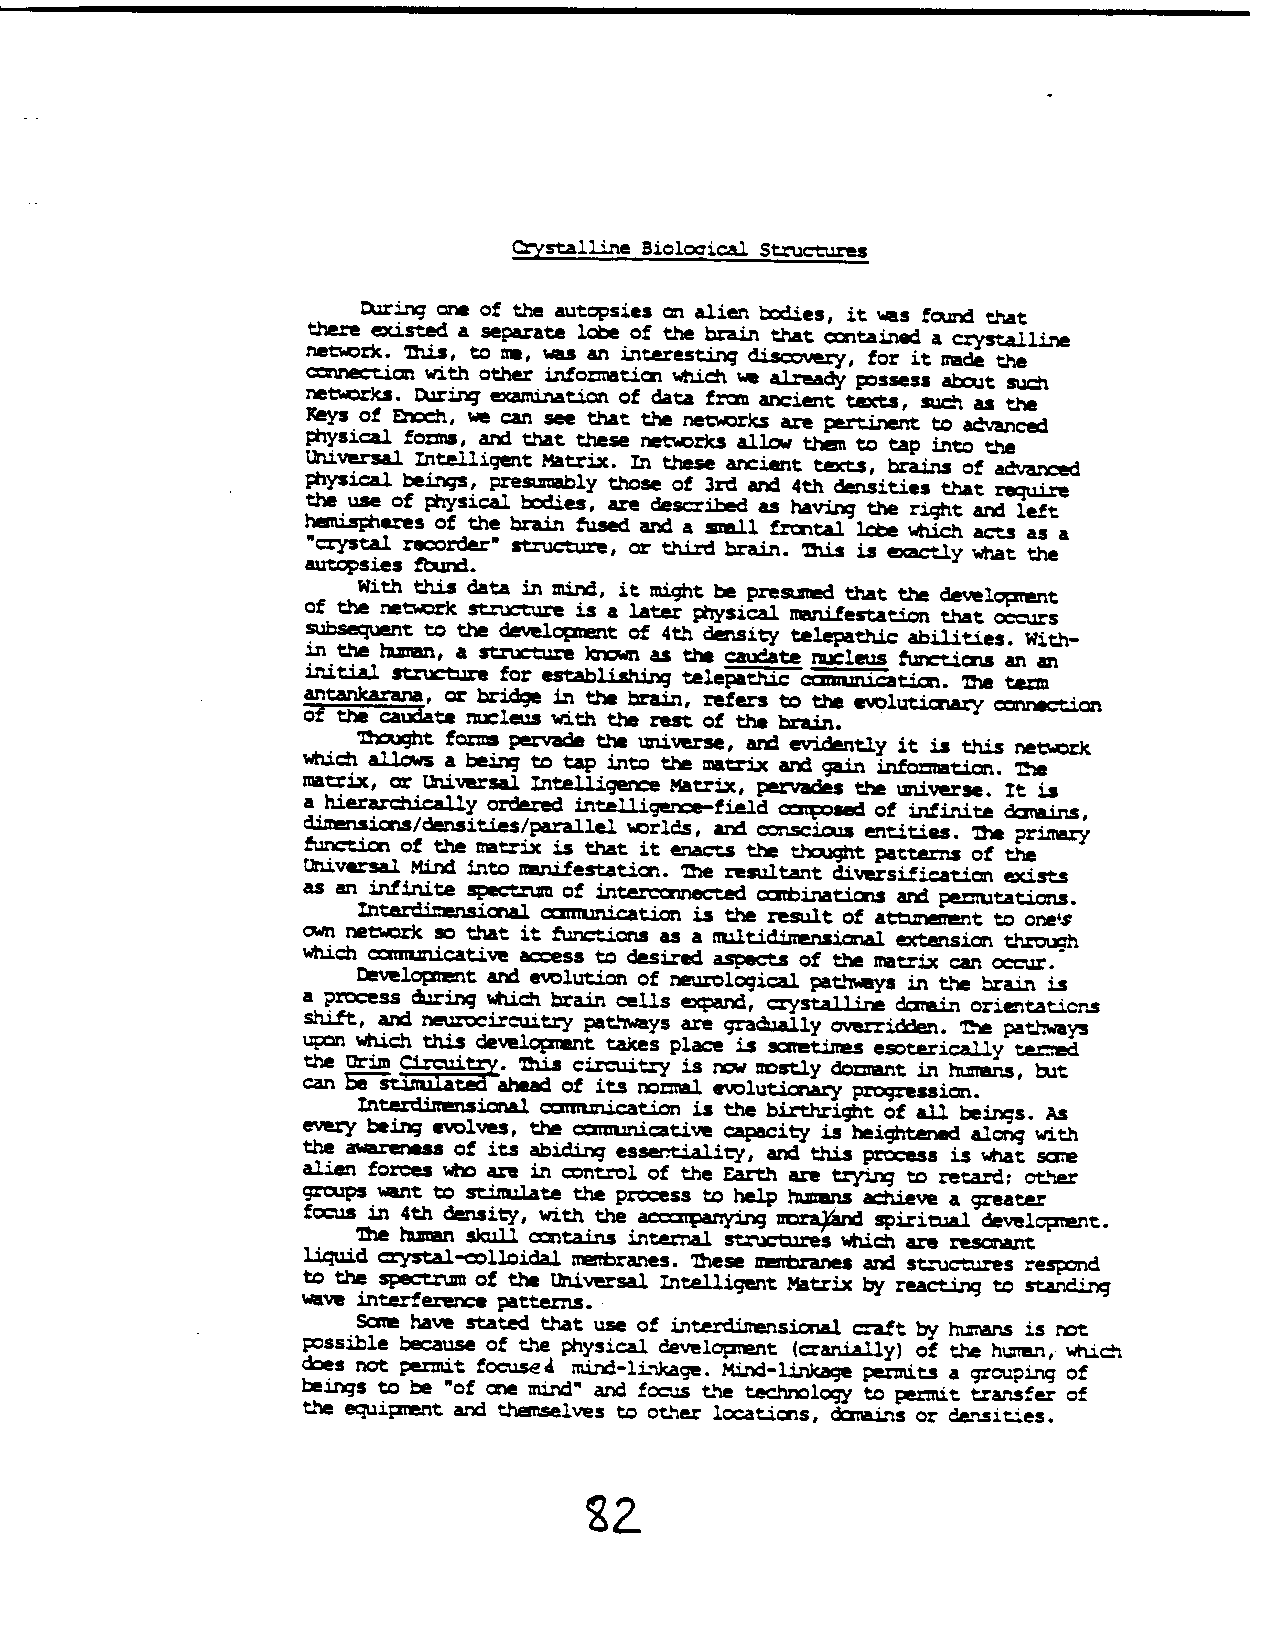 Crystalline Biological Structures
During one of the autopsies on alien bodies, it was found that
there existed a separate lobe of the brain that contained a crystalline
network. This, to me, was an interesting discovery, for it made the
connection with other information which we already possess about such
networks. During examination of data from ancient texts, such as the
Keys of Enoch, we can see that the networks are pertinent to advanced
physical forms, and that these networks allow them to tap into the
Universal Intelligent Matrix. In these ancient texts, brains of advanced
physical beings, presumably those of 3rd and 4th densities that require
the use of physical bodies, are described as having the right and left
hemispheres of the brain fused and a small frontal lobe which acts as a
"crystal recorder" structure, or third brain. This is exactly what the
autopsies found.
With this data in mind, it might be presumed that the development
of the network structure is a later physical manifestation that occurs
subsequent to the development of 4th density telepathic abilities. With-
in the human, a structure known as the caudate nucleus functions an an
initial structure for establishing telepathic communication. The term
antankarana, or bridge in the brain, refers to the evolutionary connection
of the caudate nucleus with the rest of the brain.
Thought forms pervade the universe, and evidently it is this network
which allows a being to tap into the matrix and gain information. The
matrix, or Universal Intelligence Matrix, pervades the universe. It is
a hierarchically ordered intelligence-field composed of infinite domains,
dimensions/densities/parallel worlds, and conscious entities. The primary
function of the matrix is that it enacts the thought patterns of the
Universal Mind into manifestation. The resultant diversification exists
as an infinite spectrum of interconnected combinations and permutations.
Interdimensional communication is the result of attunement to one's
own network so that it functions as a multidimensional extension through
which communicative access to desired aspects of the matrix can occur.
Development and evolution of neurological pathways in the brain is
a process during which brain cells expand, crystalline domain orientations
shift, and neurocircuitry pathways are gradually overridden. The pathways
upon which this development takes place is sometimes esoterically termed
the Urim Circuitry. This circuitry is now mostly dormant in humans, but
can be stimulated ahead of its normal evolutionary progression.
Interdimensional communication is the birthright of all beings. As
every being evolves, the communicative capacity is heightened along with
the awareness of its abiding essentiality, and this process is what some
alien forces who are in control of the Earth are trying to retard; other
groups want to stimulate the process to help humans achieve a greater
focus in 4th density, with the accompanying moral/and spiritual development.
The human skull contains internal structures which are resonant
liquid crystal-colloidal membranes. These membranes and structures respond
to the spectrum of the Universal Intelligent Matrix by reacting to standing
wave interference patterns.
Some have stated that use of interdimensional craft by humans is not
possible because of the physical development (cranially) of the human, which
does not permit focused mind-linkage. Mind-linkage permits a grouping of
beings to be "of one mind" and focus the technology to permit transfer of
the equipment and themselves to other locations, domains or densities.
82